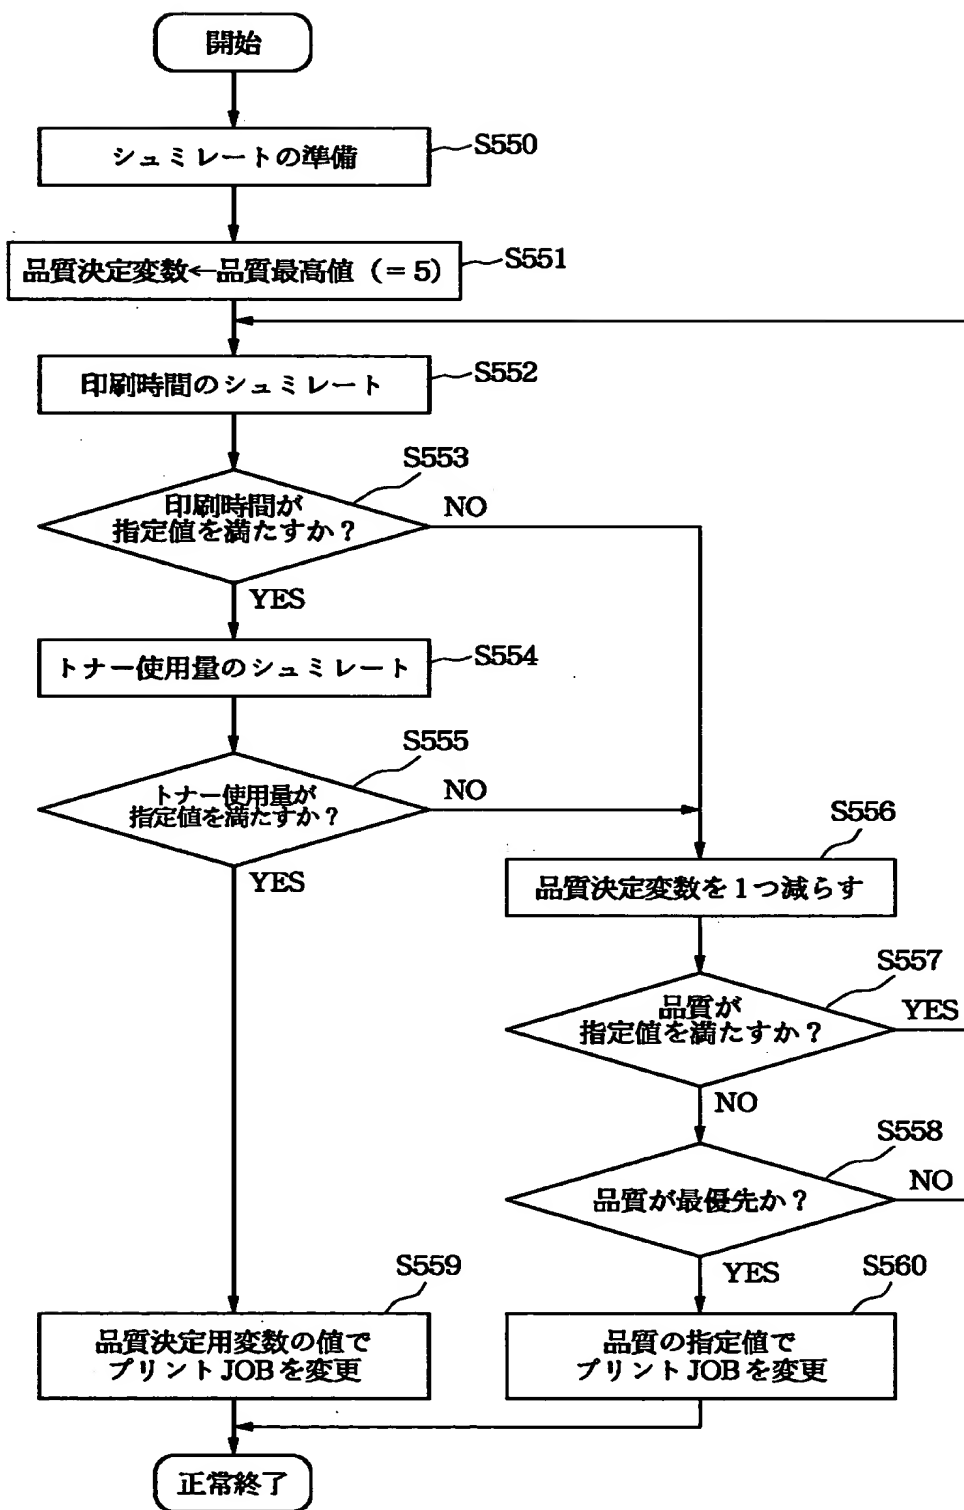 開始
シュミレートの準備
S550
品質決定変数←品質最高値（＝5）
S551
印刷時間のシュミレート
S552
S553
印刷時間が
指定値を満たすか？
NO
YES
トナー使用量のシュミレート
S554
S555
トナー使用量が
指定値を満たすか？
NO
YES
S556
品質決定変数を1つ減らす
S557
品質が
指定値を満たすか？
YES
NO
S558
品質が最優先か？
NO
YES
S559
品質決定用変数の値で
プリントJOBを変更
S560
品質の指定値で
プリントJOBを変更
正常終了